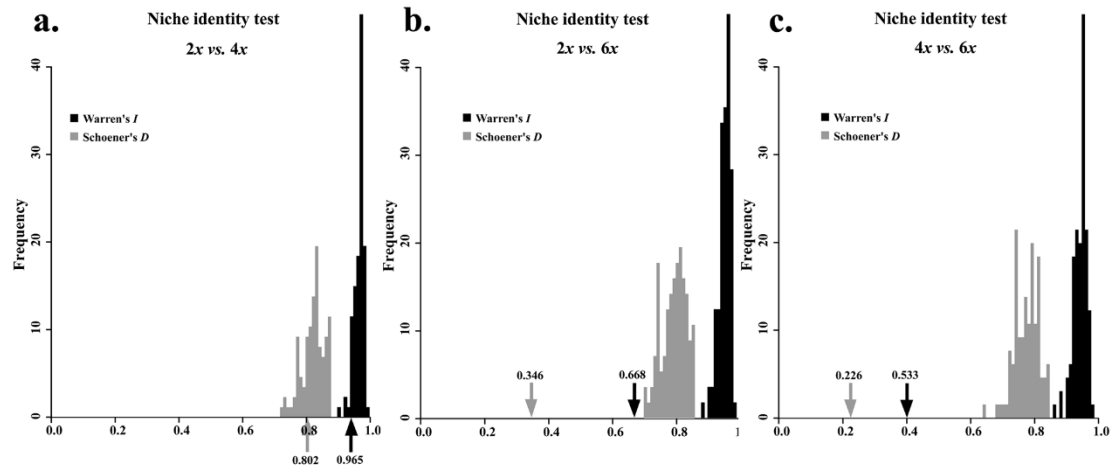 a.
Niche identity test
2x vs. 4x
Frequency
0 10 20 30 40
Warren's I
Schoener's D
0.0 0.2 0.4 0.6 0.8 1.0
0.802 0.965
b.
Niche identity test
2x vs. 6x
Frequency
0 10 20 30 40
Warren's I
Schoener's D
0.346 0.668
0.0 0.2 0.4 0.6 0.8 1
c.
Niche identity test
4x vs. 6x
Frequency
0 10 20 30 40
Warren's I
Schoener's D
0.226 0.533
0.0 0.2 0.4 0.6 0.8 1.0